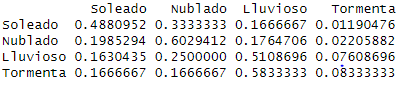 Soleado Nublado Lluvioso Tormenta
Soleado 0.4880952 0.3333333 0.1666667 0.01190476
Nublado 0.1985294 0.6029412 0.1764706 0.02205882
Lluvioso 0.1630435 0.2500000 0.5108696 0.07608696
Tormenta 0.1666667 0.1666667 0.5833333 0.08333333